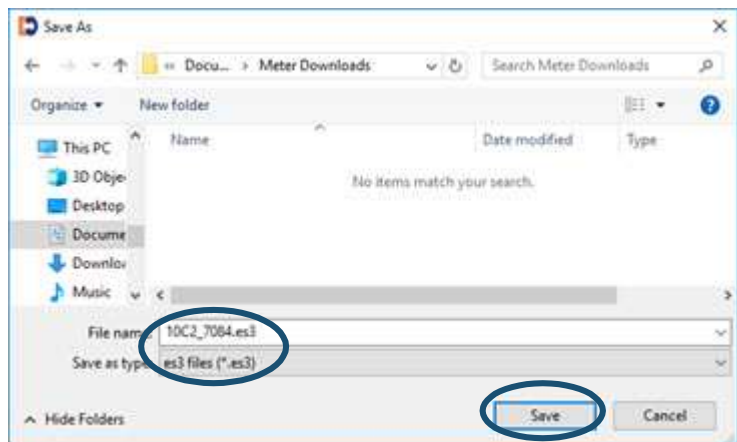 Save As
« Docu... › Meter Downloads
Search Meter Downloads
Organize
New folder
This PC
Name
Date modified
Type
3D Obje
No items match your search.
Desktop
Docume
Downlo
Music
File name: 10C2_7084.es3
Save as type: es3 files (*.es3)
Hide Folders
Save
Cancel